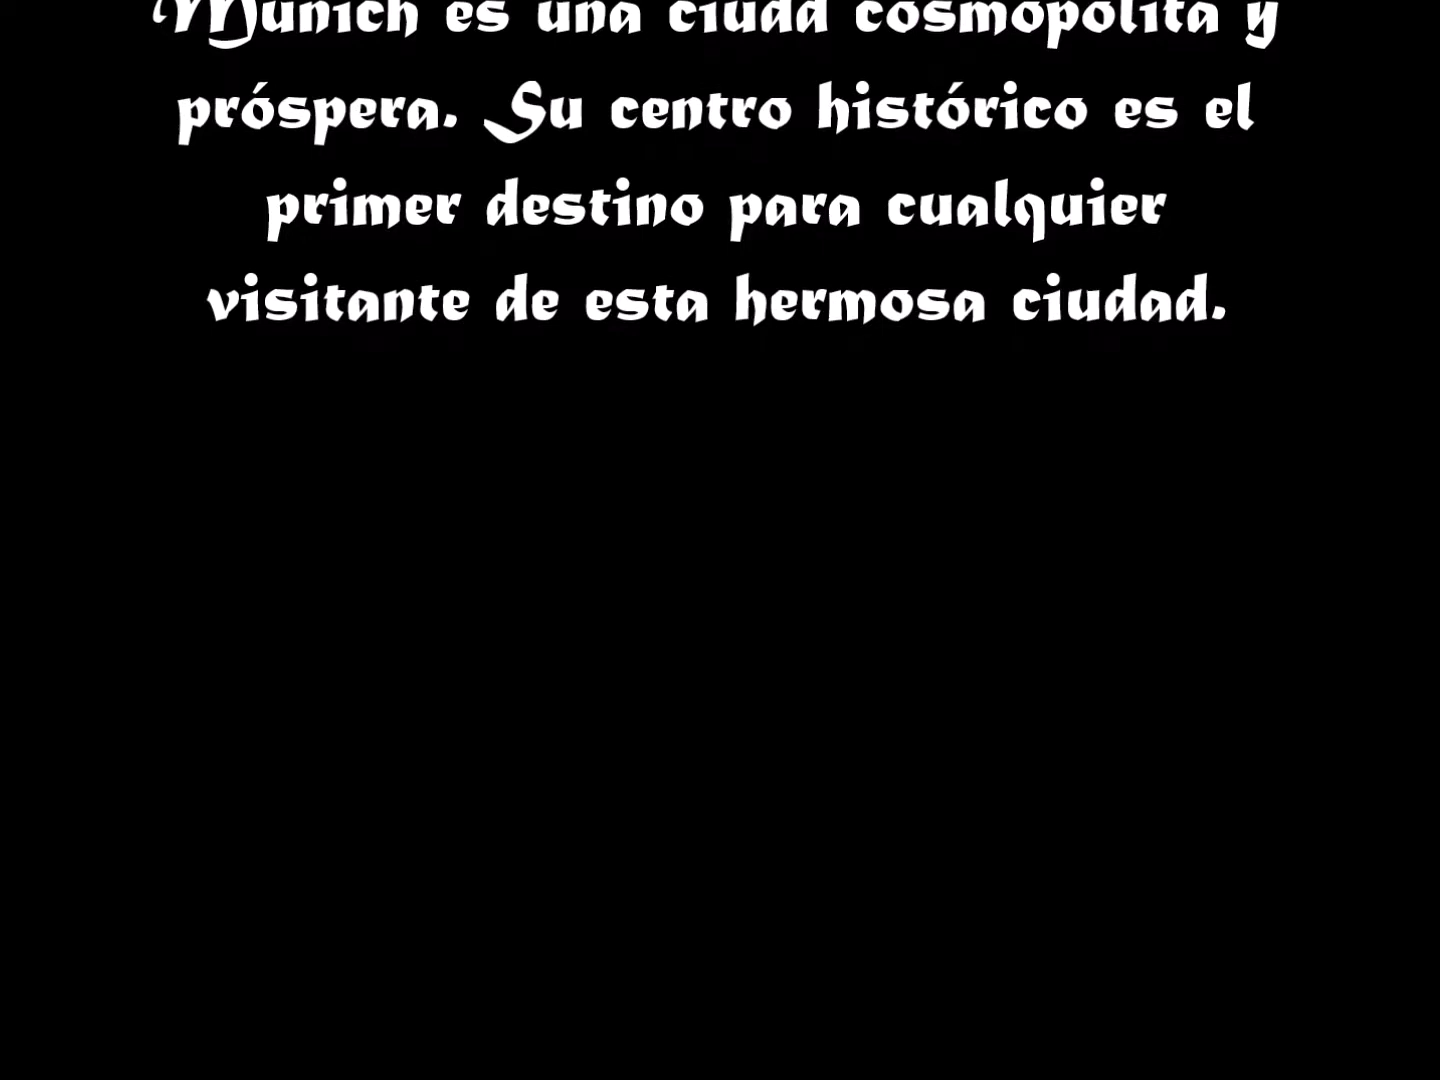 Munich es una ciudd cosmopolita y
próspera. Su centro histórico es el
primer destino para cualquier
visitante de esta hermosa ciudad.